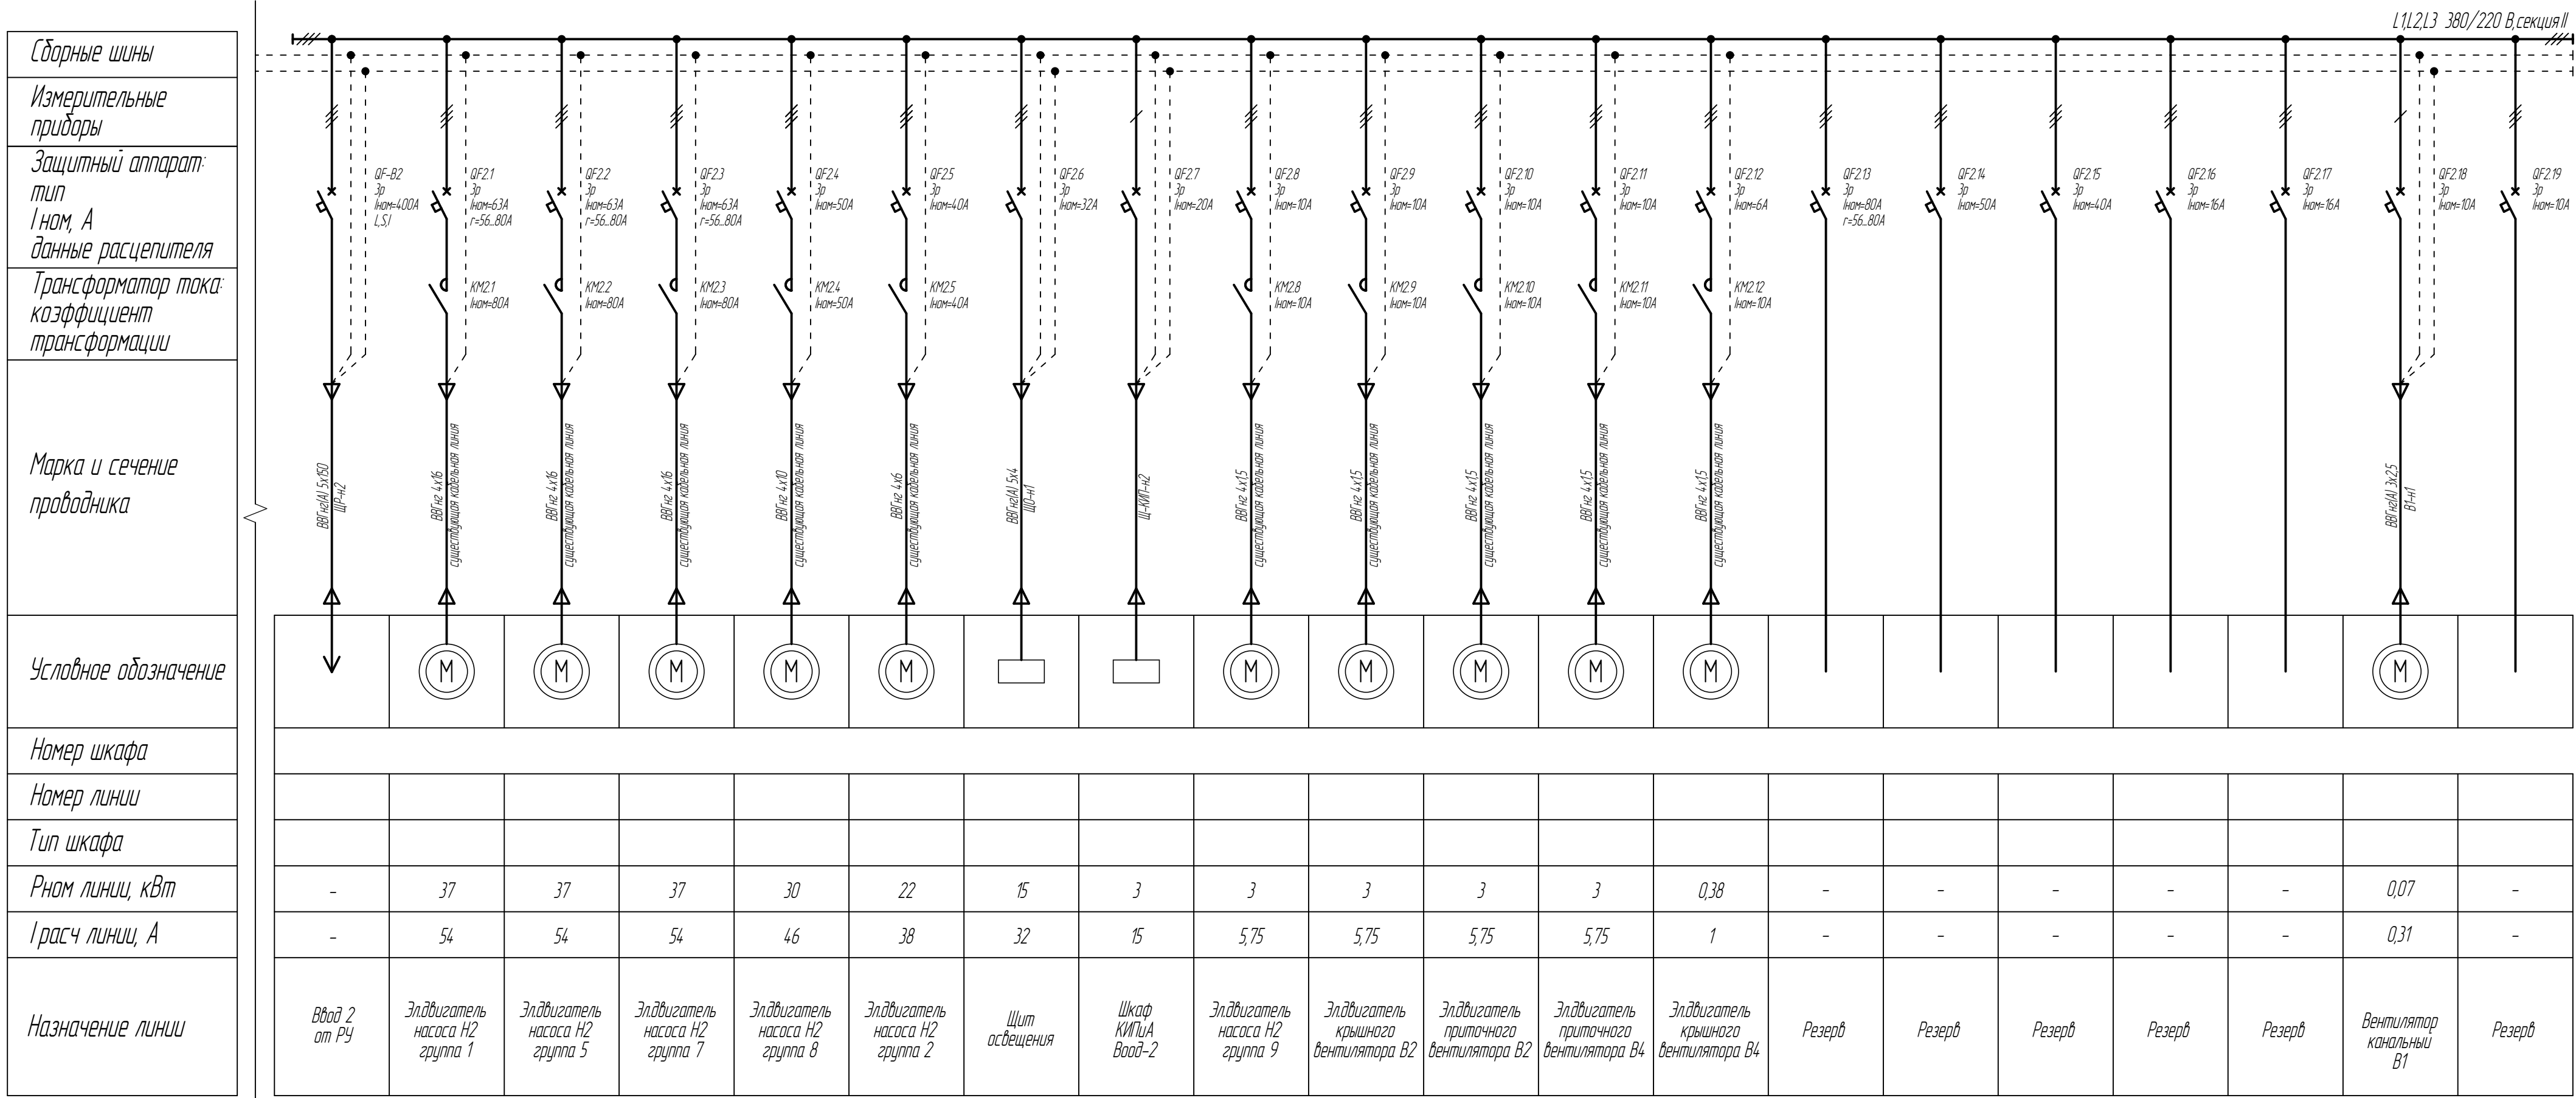 L1,L2,L3 380/220 В,секция II
Сборные шины
Измерительные
приборы
Защитный аппарат:
тип
Iном, А
данные расцепителя
Трансформатор тока:
коэффициент
трансформации
Марка и сечение
проводника
Условное обозначение
Номер шкафа
Номер линии
Тип шкафа
Рном линии, кВт
Iрасч линии, А
Назначение линии
QF-В2
3р
Iном=400А
L,S,I
QF2.1
3р
Iном=63А
r=56...80А
QF2.2
3р
Iном=63А
r=56...80А
QF2.3
3р
Iном=63А
r=56...80А
QF2.4
3р
Iном=50А
QF2.5
3р
Iном=40А
QF2.6
3р
Iном=32А
QF2.7
3р
Iном=20А
QF2.8
3р
Iном=10А
QF2.9
3р
Iном=10А
QF2.10
3р
Iном=10А
QF2.11
3р
Iном=10А
QF2.12
3р
Iном=6А
QF2.13
3р
Iном=80А
r=56...80А
QF2.14
3р
Iном=50А
QF2.15
3р
Iном=40А
QF2.16
3р
Iном=16А
QF2.17
3р
Iном=16А
QF2.18
3р
Iном=10А
QF2.19
3р
Iном=10А
КМ2.1
Iном=80А
КМ2.2
Iном=80А
КМ2.3
Iном=80А
КМ2.4
Iном=50А
КМ2.5
Iном=40А
КМ2.8
Iном=10А
КМ2.9
Iном=10А
КМ2.10
Iном=10А
КМ2.11
Iном=10А
КМ2.12
Iном=10А
ВВГнг(А) 5х150
ЩР-н2
ВВГнг 4х16
существующая кабельная линия
ВВГнг 4х16
существующая кабельная линия
ВВГнг 4х16
существующая кабельная линия
ВВГнг 4х10
существующая кабельная линия
ВВГнг 4х6
существующая кабельная линия
ВВГнг(А) 5х4
ЩО-н1
Щ-КИП-н2
ВВГнг 4х1,5
существующая кабельная линия
ВВГнг 4х1,5
существующая кабельная линия
ВВГнг 4х1,5
существующая кабельная линия
ВВГнг 4х1,5
существующая кабельная линия
ВВГнг 4х1,5
существующая кабельная линия
ВВГнг(А) 3х2,5
В1-н1
М М М М М М М М М М М
- 37 37 37 30 22 15 3 3 3 3 3 0,38 - - - - - 0,07 -
- 54 54 54 46 38 32 15 5,75 5,75 5,75 5,75 1 - - - - - 0,31 -
Ввод 2
от РУ
Эл.двигатель
насоса Н2
группа 1
Эл.двигатель
насоса Н2
группа 5
Эл.двигатель
насоса Н2
группа 7
Эл.двигатель
насоса Н2
группа 8
Эл.двигатель
насоса Н2
группа 2
Щит
освещения
Шкаф
КИПиА
Воод-2
Эл.двигатель
насоса Н2
группа 9
Эл.двигатель
крышного
вентилятора В2
Эл.двигатель
приточного
вентилятора В2
Эл.двигатель
приточного
вентилятора В4
Эл.двигатель
крышного
вентилятора В4
Резерв
Резерв
Резерв
Резерв
Резерв
Вентилятор
канальный
В1
Резерв